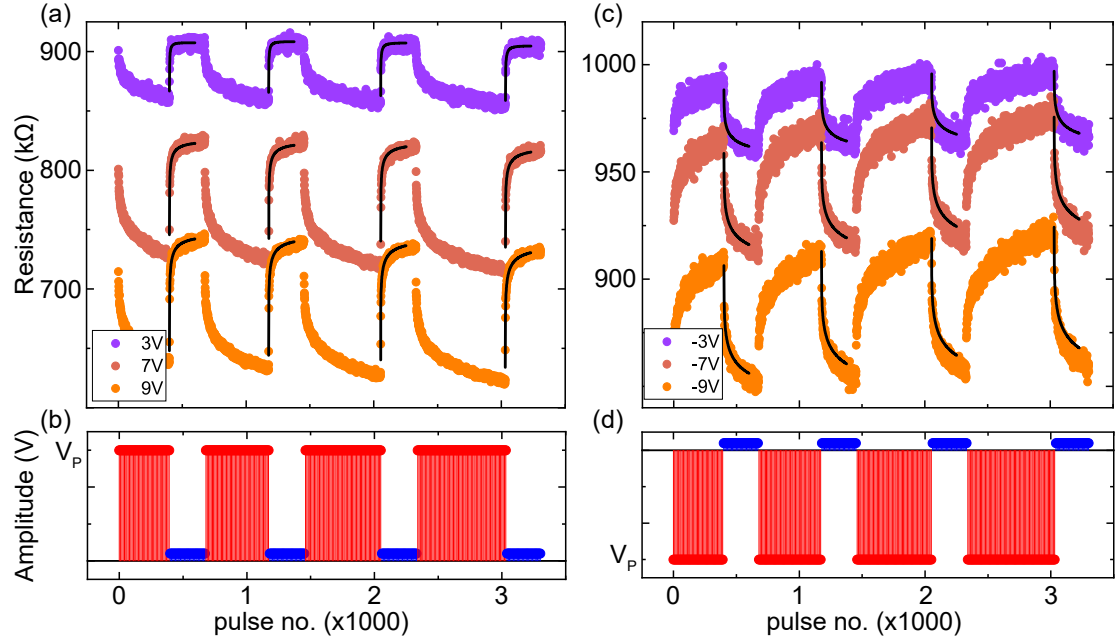 (a)
Resistance (kΩ)
900
800
700
3V
7V
9V
(b)
Amplitude (V)
V_P
0
1
2
3
pulse no. (x1000)
(c)
1000
950
900
-3V
-7V
-9V
(d)
V_P
0
1
2
3
pulse no. (x1000)